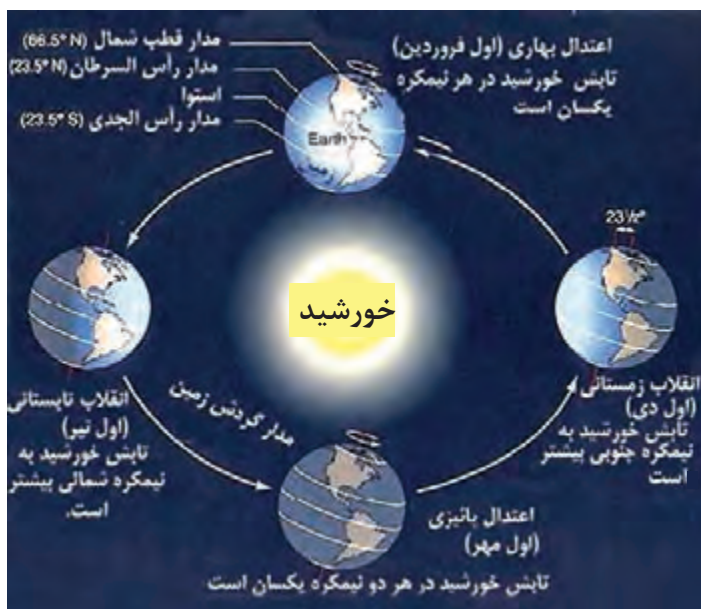 مدار قطب شمال (66.5° N)
مدار رأس السرطان (23.5° N)
استوا
مدار رأس الجدی (23.5° S)
اعتدال بهاری (اول فروردین)
تابش خورشید در هر نیمکره
یکسان است
Earth
23½°
خورشید
انقلاب زمستانی
(اول دی)
تابش خورشید به
نیمکره جنوبی بیشتر
است
انقلاب تابستانی
(اول تیر)
تابش خورشید به
نیمکره شمالی بیشتر
است.
مدار گردش زمین
اعتدال پائیزی
(اول مهر)
تابش خورشید در هر دو نیمکره یکسان است